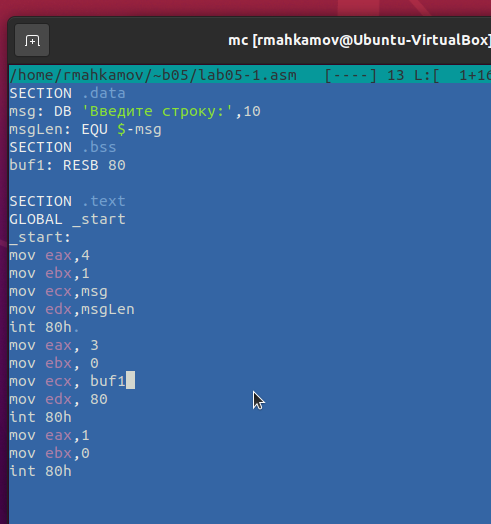 mc [rmahkamov@Ubuntu-VirtualBox]
/home/rmahkamov/~b05/lab05-1.asm [----] 13 L:[ 1+16
SECTION .data
msg: DB 'Введите строку:',10
msgLen: EQU $-msg
SECTION .bss
buf1: RESB 80
SECTION .text
GLOBAL _start
_start:
mov eax,4
mov ebx,1
mov ecx,msg
mov edx,msgLen
int 80h.
mov eax, 3
mov ebx, 0
mov ecx, buf1
mov edx, 80
int 80h
mov eax,1
mov ebx,0
int 80h